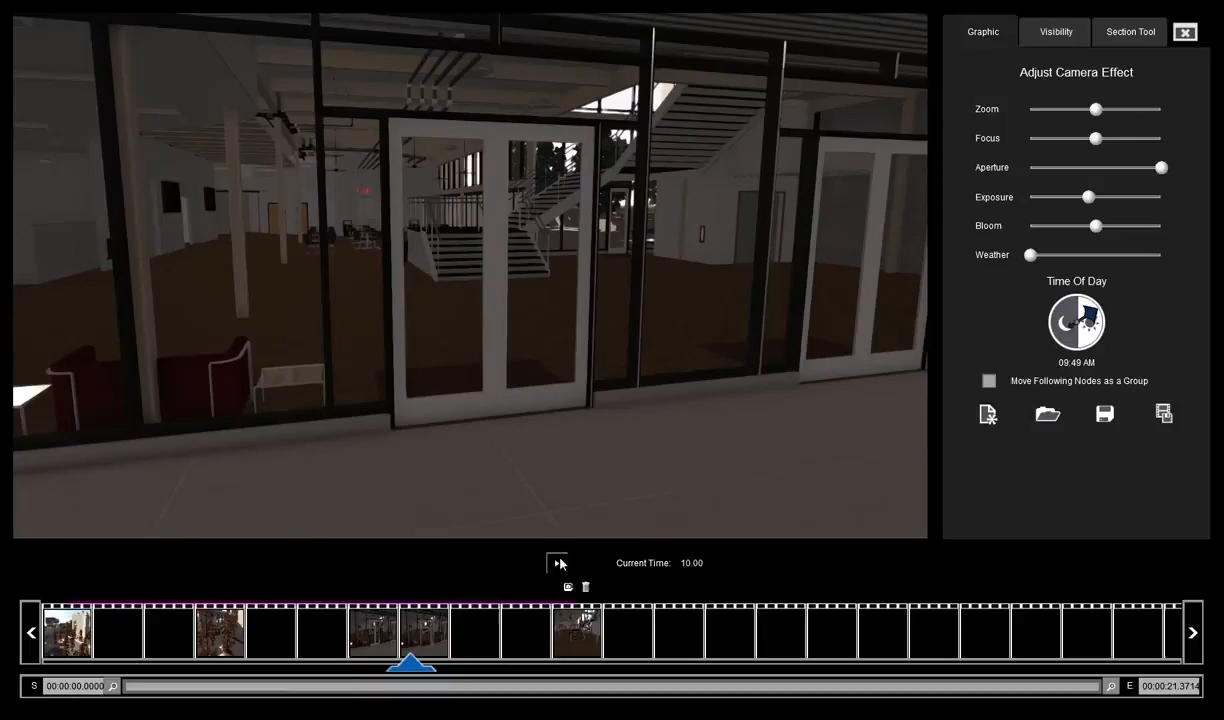 Graphic
Visibility
Section Tool
Adjust Camera Effect
Zoom
Focus
Aperture
Exposure
Bloom
Weather
Time Of Day
09:49 AM
Move Following Nodes as a Group
Current Time: 10.00
S 00:00:00.0000
E 00:00:21.3714